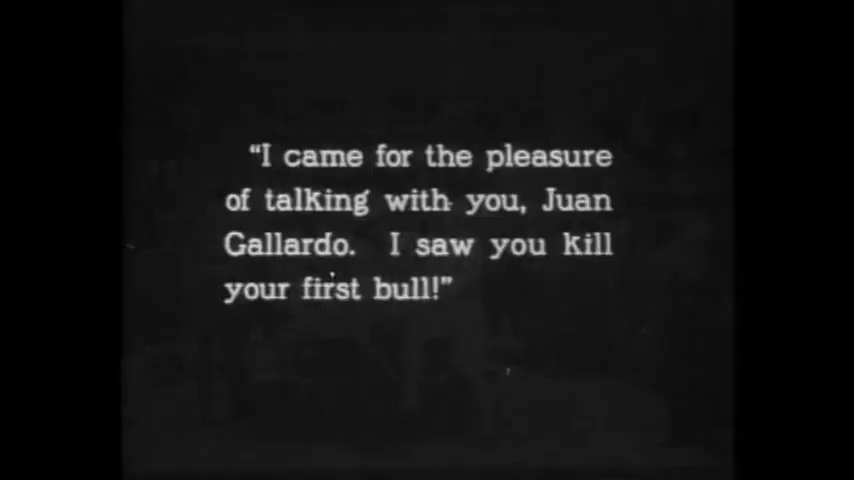 “I came for the pleasure
of talking with you, Juan
Gallardo. I saw you kill
your first bull!”